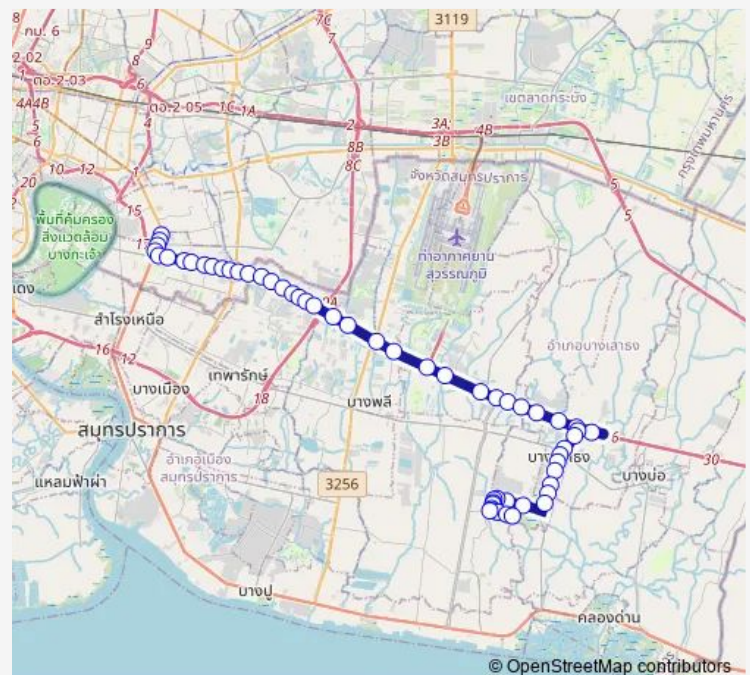 กม. 6
9
7C
7
3119
2-02
8
6
ตอ.2-03
4A4B
ตอ.2-05
1C
1A
4
2
3A
3B
4B
เขตลาดกระบัง
กรุงเทพมหานคร
5
6
8B
8C
10
12
1
20
15
จังหวัดสมุทรปราการ
5
5
พื้นที่คุ้มครอง
สิ่งแวดล้อม
บางกะเจ้า
ท่าอากาศยาน
สุวรรณภูมิ
สำโรงเหนือ
อำเภอบางเสาธง
16
12
เทพารักษ์
บางเมือง
18
บางพลี
สมุทรปราการ
6
30
แหลมฟ้าผ่า
อำเภอเมือง
สมุทรปราการ
บางบ่อ
3256
บางปู
คลองด่าน
© OpenStreetMap contributors